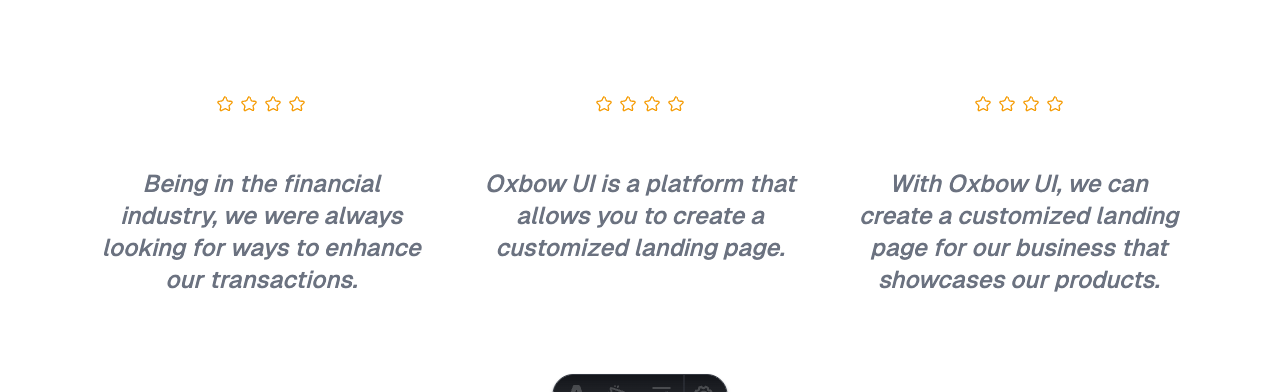 Being in the financial
industry, we were always
looking for ways to enhance
our transactions.
Oxbow UI is a platform that
allows you to create a
customized landing page.
With Oxbow UI, we can
create a customized landing
page for our business that
showcases our products.